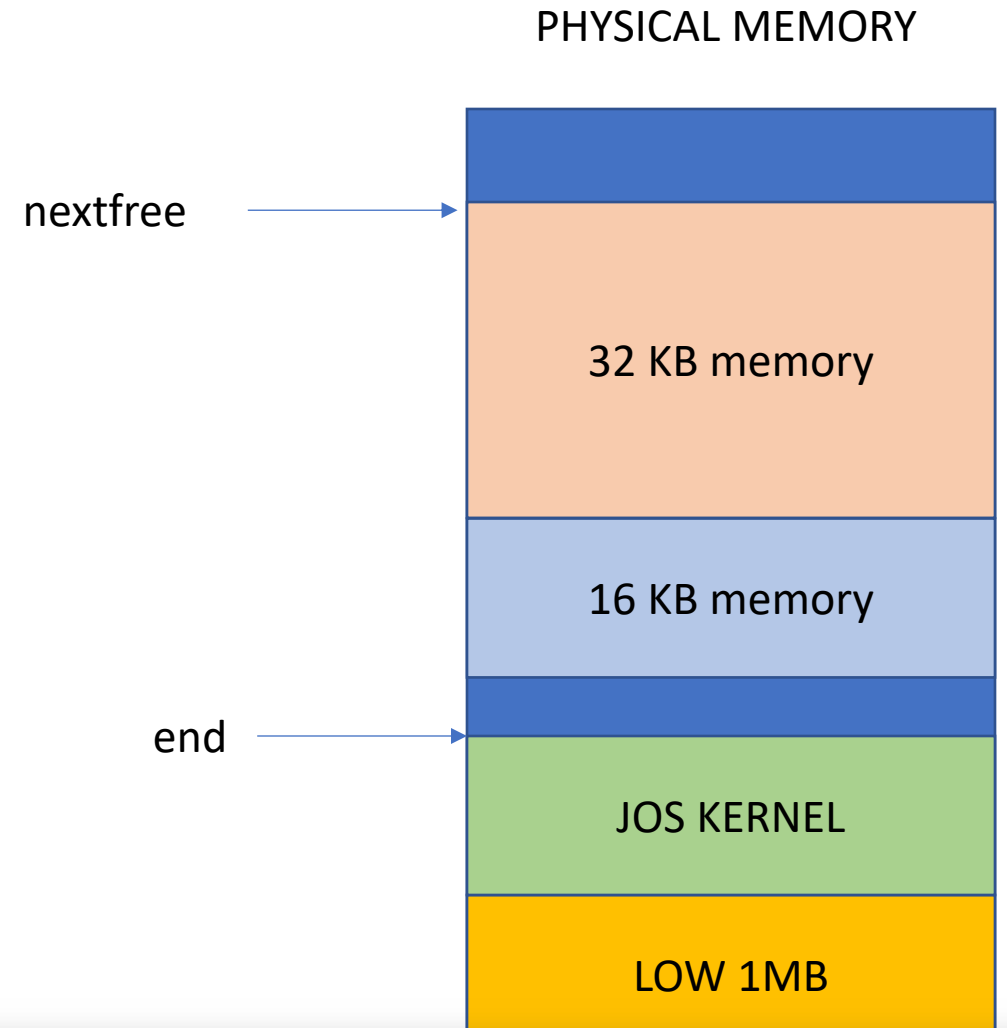 PHYSICAL MEMORY
nextfree
32 KB memory
16 KB memory
end
JOS KERNEL
LOW 1MB